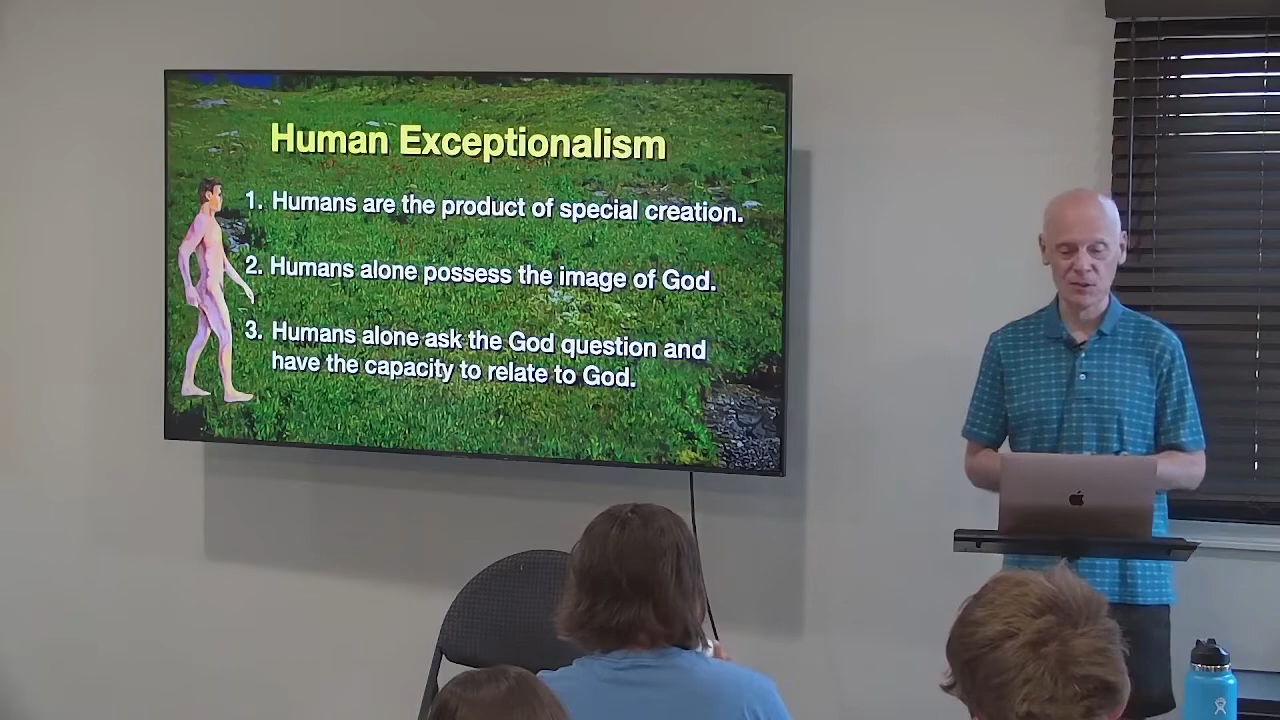 Human Exceptionalism
1. Humans are the product of special creation.
2. Humans alone possess the image of God.
3. Humans alone ask the God question and
have the capacity to relate to God.